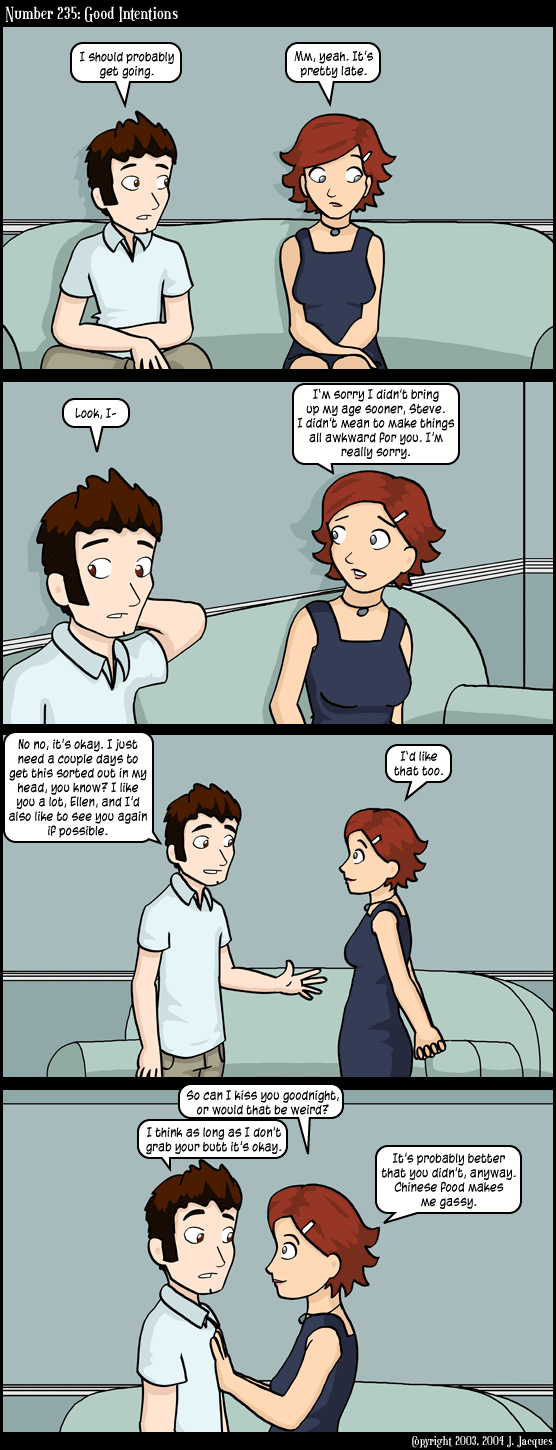 Number 235: Good Intentions
I should probably
get going.
Mm, yeah. It's
pretty late.
Look, I-
I'm sorry I didn't bring
up my age sooner, Steve.
I didn't mean to make things
all awkward for you. I'm
really sorry.
No no, it's okay. I just
need a couple days to
get this sorted out in my
head, you know? I like
you a lot, Ellen, and I'd
also like to see you again
if possible.
I'd like
that too.
So can I kiss you goodnight,
or would that be weird?
I think as long as I don't
grab your butt it's okay.
It's probably better
that you didn't, anyway.
Chinese food makes
me gassy.
Copyright 2003, 2004 J. Jacques